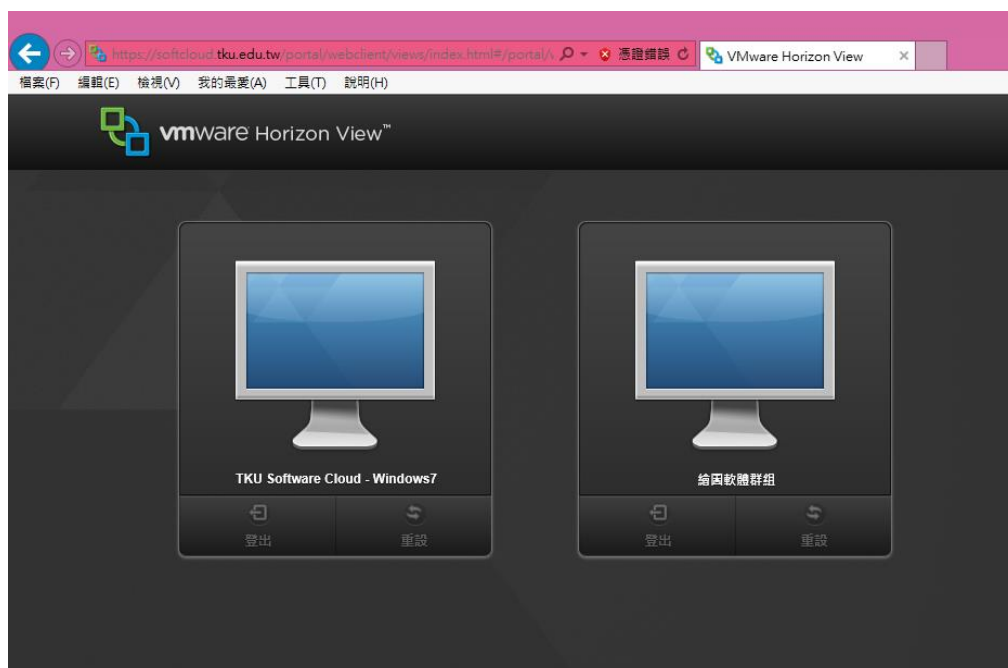 https://softcloud.tku.edu.tw/portal/webclient/views/index.html#/portal/ 憑證錯誤 VMware Horizon View
檔案(F) 編輯(E) 檢視(V) 我的最愛(A) 工具(T) 說明(H)
vmware Horizon View™
TKU Software Cloud - Windows7
繪圖軟體群組
登出 重設
登出 重設